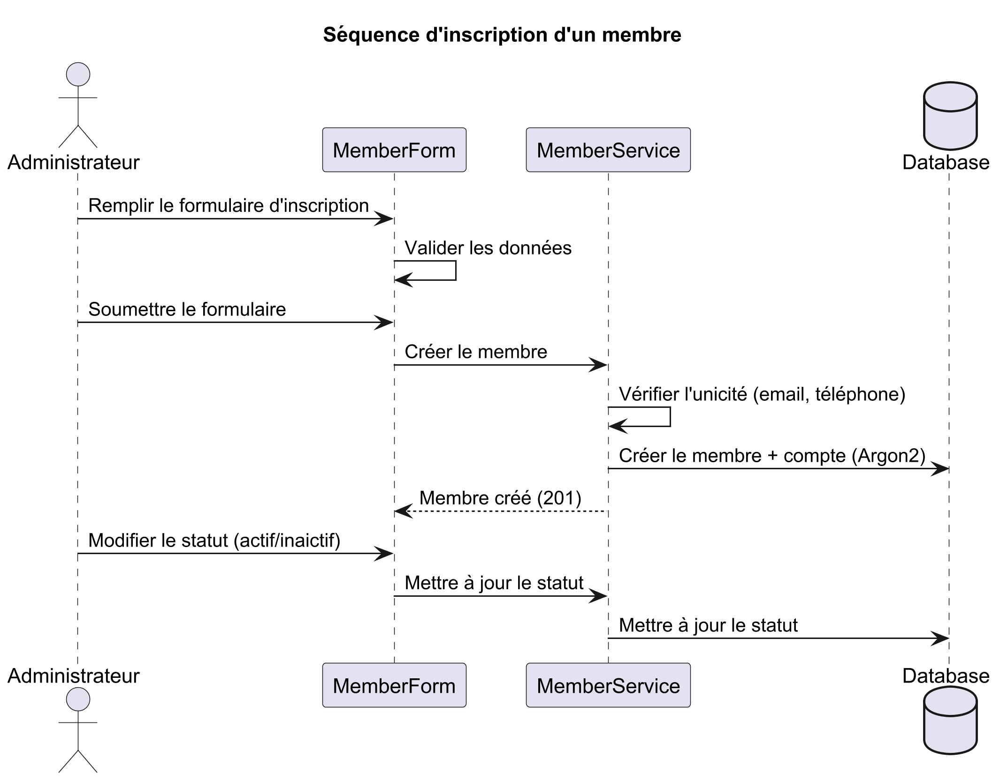 Séquence d'inscription d'un membre
Administrateur
MemberForm
MemberService
Database
Remplir le formulaire d'inscription
Valider les données
Soumettre le formulaire
Créer le membre
Vérifier l'unicité (email, téléphone)
Créer le membre + compte (Argon2)
Membre créé (201)
Modifier le statut (actif/inaictif)
Mettre à jour le statut
Mettre à jour le statut
Administrateur
MemberForm
MemberService
Database